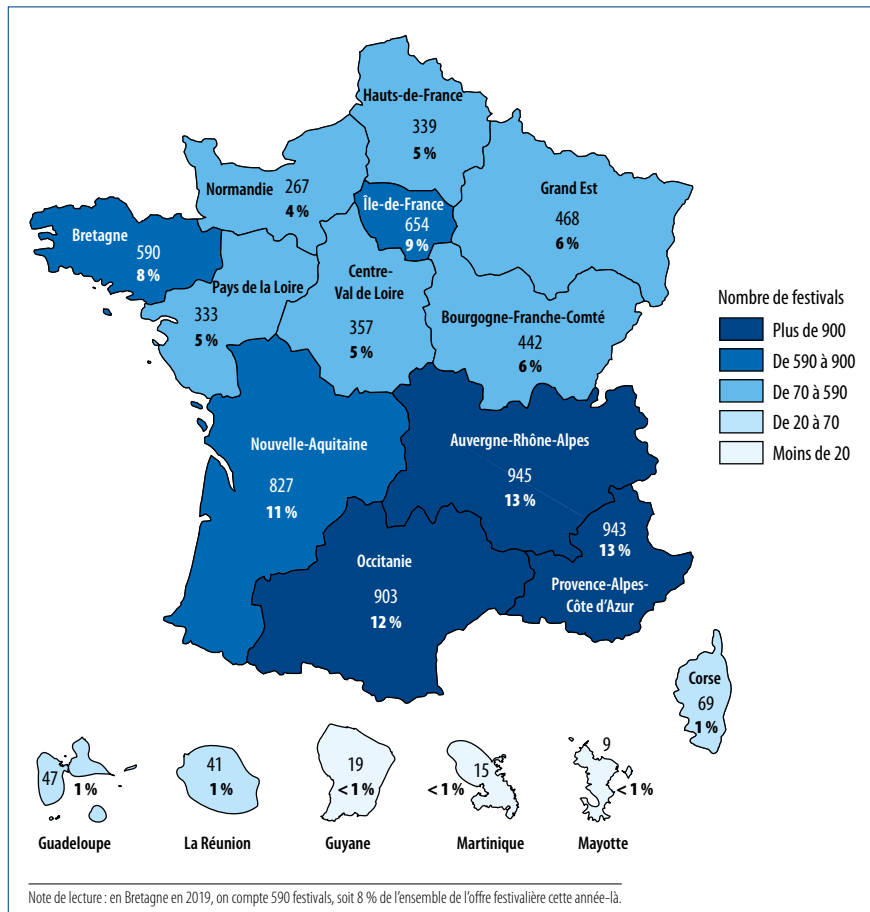 Hauts-de-France
339
5 %
Normandie
267
4 %
Île-de-France
654
9 %
Grand Est
468
6 %
Bretagne
590
8 %
Pays de la Loire
333
5 %
Centre-
Val de Loire
357
5 %
Bourgogne-Franche-Comté
442
6 %
Nombre de festivals
Plus de 900
De 590 à 900
De 70 à 590
De 20 à 70
Moins de 20
Nouvelle-Aquitaine
827
11 %
Auvergne-Rhône-Alpes
945
13 %
943
13 %
Provence-Alpes-
Côte d'Azur
Occitanie
903
12 %
Corse
69
1 %
47
1 %
Guadeloupe
41
1 %
La Réunion
19
< 1 %
Guyane
15
< 1 %
Martinique
9
< 1 %
Mayotte
Note de lecture : en Bretagne en 2019, on compte 590 festivals, soit 8 % de l'ensemble de l'offre festivalière cette année-là.